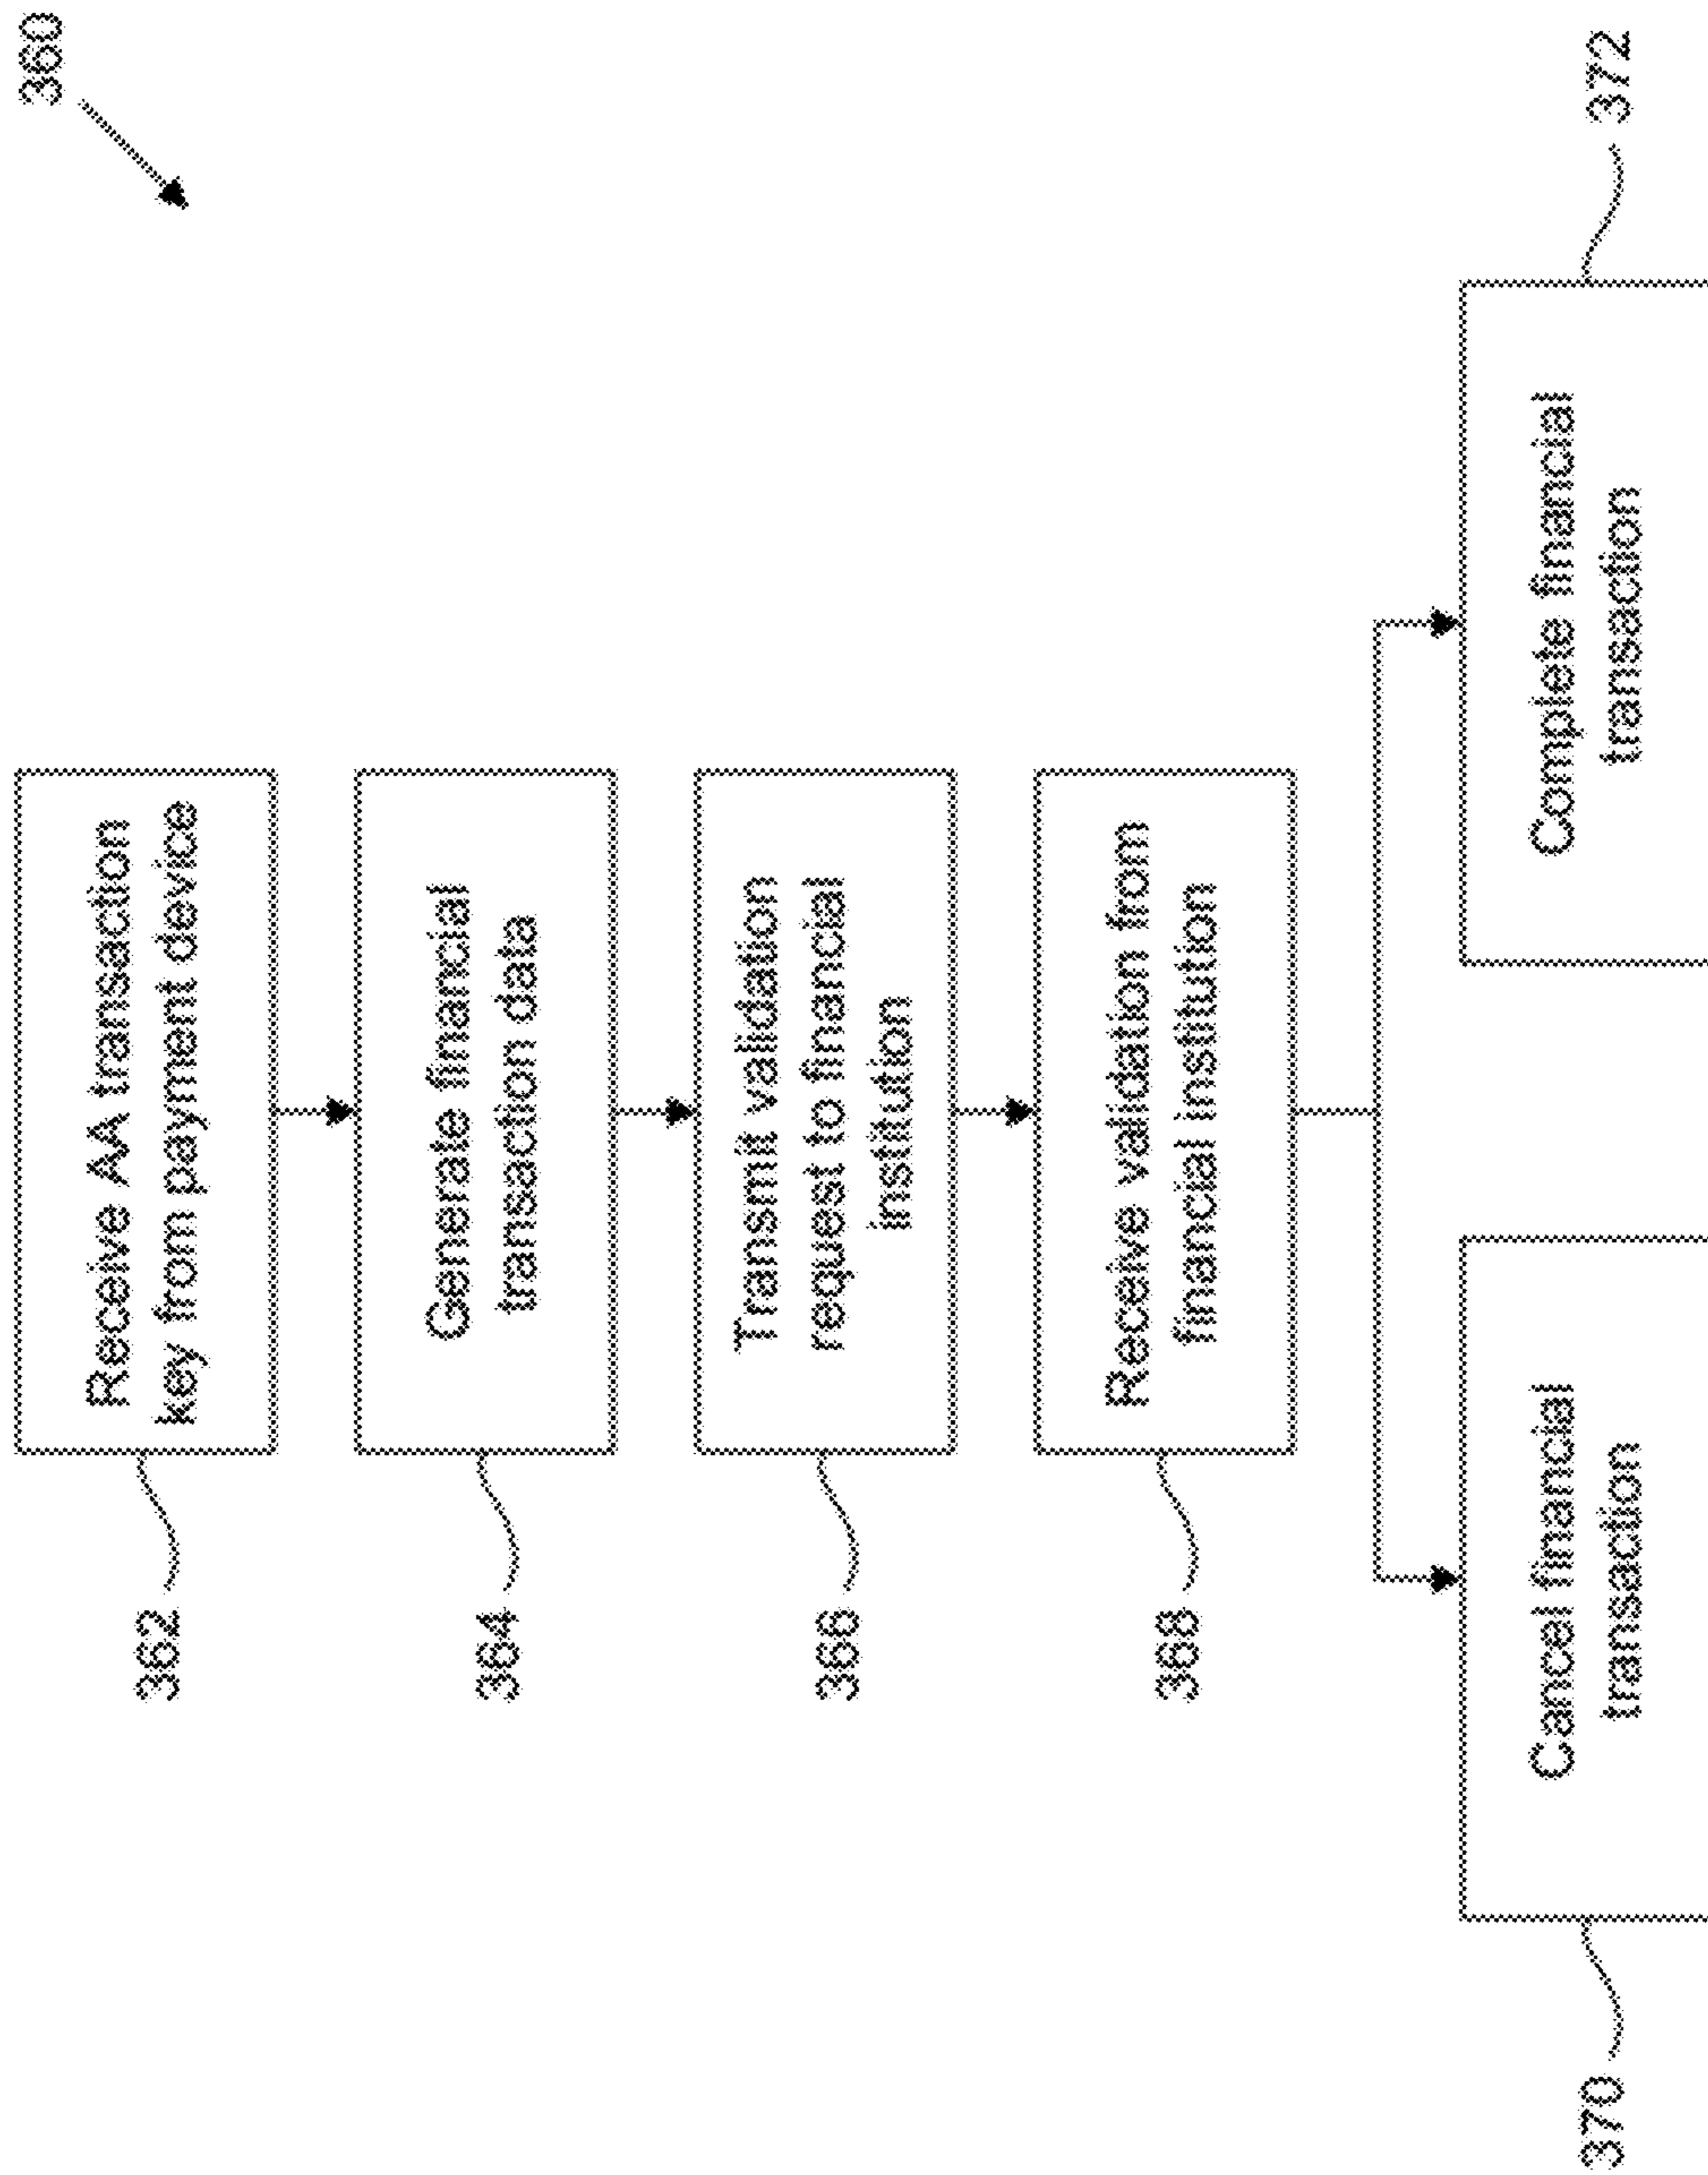 360
362
Receive AA transaction
key from payment device
364
Generate financial
transaction data
366
Transmit validation
request to financial
institution
368
Receive validation from
financial institution
370
Cancel financial
transaction
Complete financial
transaction
372